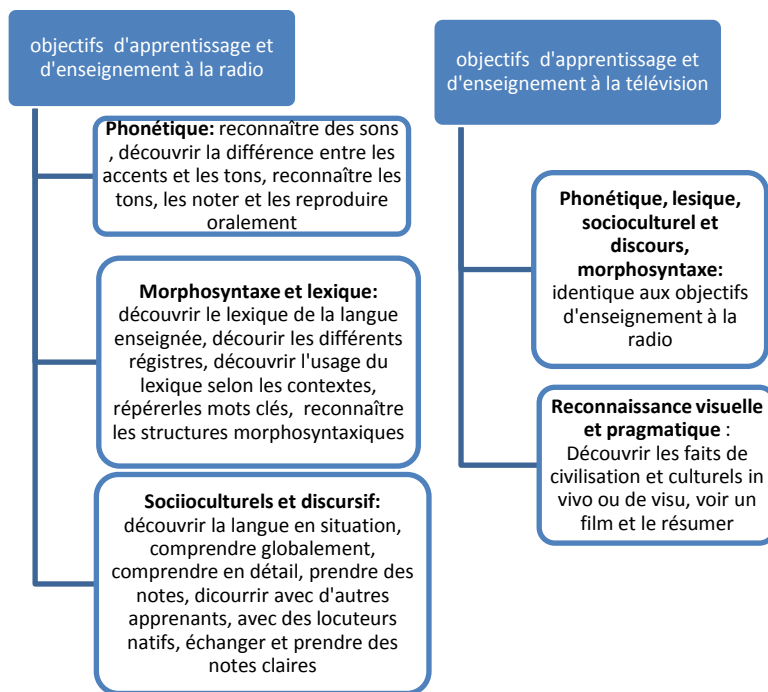 objectifs d'apprentissage et
d'enseignement à la radio
Phonétique: reconnaître des sons
, découvrir la différence entre les
accents et les tons, reconnaître les
tons, les noter et les reproduire
oralement
Morphosyntaxe et lexique:
découvrir le lexique de la langue
enseignée, décourir les différents
régistres, découvrir l'usage du
lexique selon les contextes,
répérerles mots clés, reconnaître
les structures morphosyntaxiques
Sociioculturels et discursif:
découvrir la langue en situation,
comprendre globalement,
comprendre en détail, prendre des
notes, dicourrir avec d'autres
apprenants, avec des locuteurs
natifs, échanger et prendre des
notes claires
objectifs d'apprentissage et
d'enseignement à la télévision
Phonétique, lesique,
socioculturel et
discours,
morphosyntaxe:
identique aux objectifs
d'enseignement à la
radio
Reconnaissance visuelle
et pragmatique :
Découvrir les faits de
civilisation et culturels in
vivo ou de visu, voir un
film et le résumer